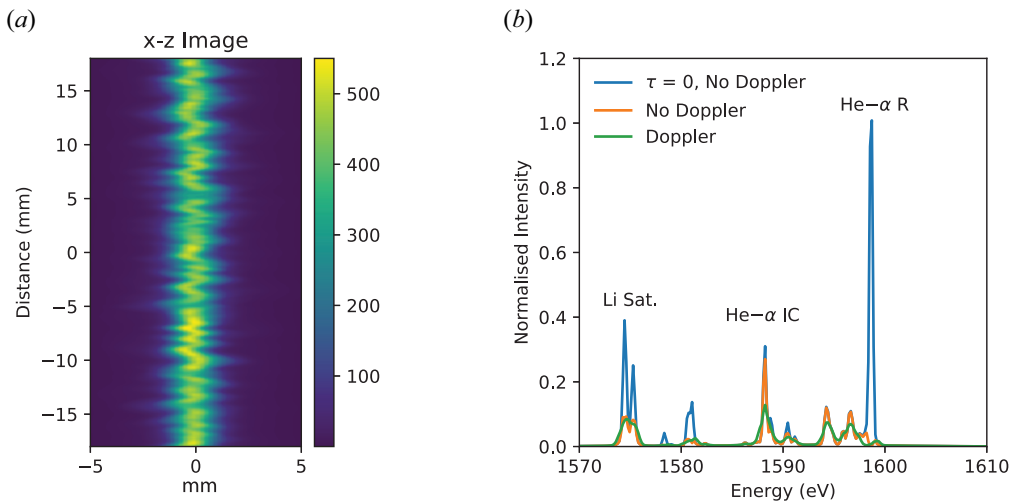 (a)
x-z Image
Distance (mm)
15
10
5
0
−5
−10
−15
−5
0
5
mm
500
400
300
200
100
(b)
Normalised Intensity
1.2
1.0
0.8
0.6
0.4
0.2
0.0
τ = 0, No Doppler
No Doppler
Doppler
He−α R
Li Sat.
He−α IC
1570
1580
1590
1600
1610
Energy (eV)